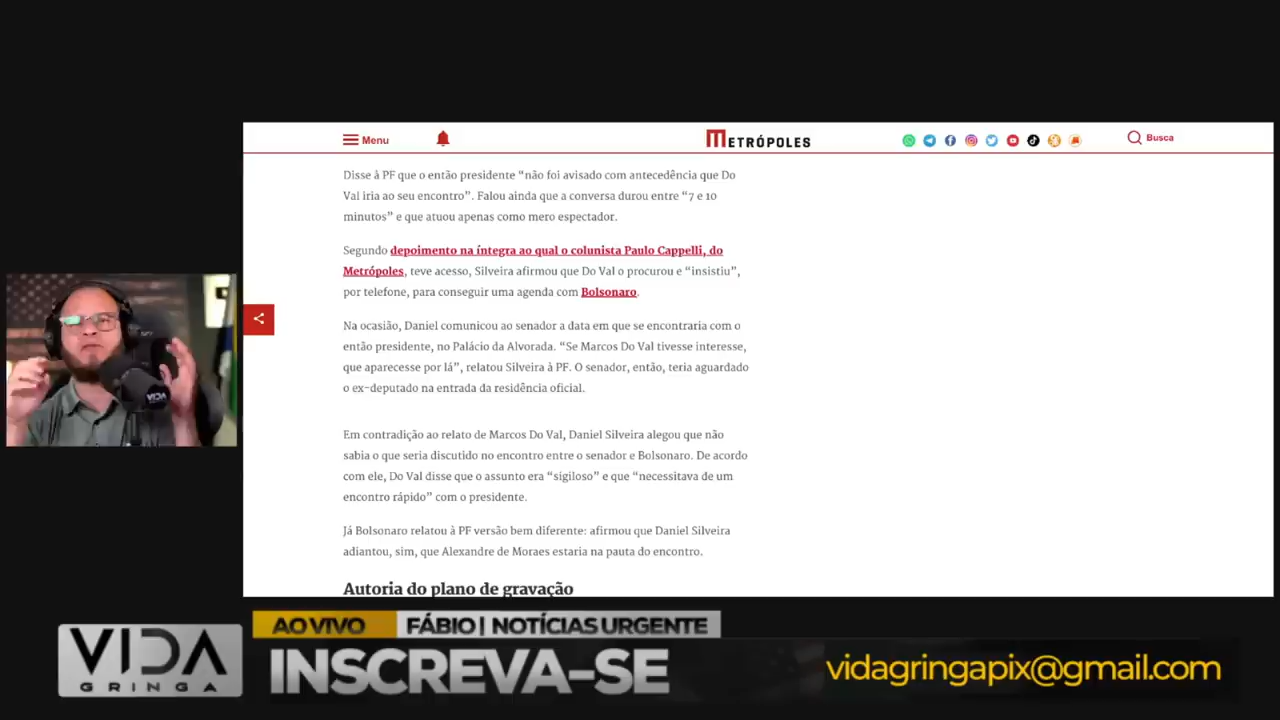 Menu
METRÓPOLES
Busca
Disse à PF que o então presidente “não foi avisado com antecedência que Do
Val iria ao seu encontro”. Falou ainda que a conversa durou entre “7 e 10
minutos” e que atuou apenas como mero espectador.
Segundo depoimento na íntegra ao qual o colunista Paulo Cappelli, do
Metrópoles, teve acesso, Silveira afirmou que Do Val o procurou e “insistiu”,
por telefone, para conseguir uma agenda com Bolsonaro.
Na ocasião, Daniel comunicou ao senador a data em que se encontraria com o
então presidente, no Palácio da Alvorada. “Se Marcos Do Val tivesse interesse,
que aparecesse por lá”, relatou Silveira à PF. O senador, então, teria aguardado
o ex-deputado na entrada da residência oficial.
Em contradição ao relato de Marcos Do Val, Daniel Silveira alegou que não
sabia o que seria discutido no encontro entre o senador e Bolsonaro. De acordo
com ele, Do Val disse que o assunto era “sigiloso” e que “necessitava de um
encontro rápido” com o presidente.
Já Bolsonaro relatou à PF versão bem diferente: afirmou que Daniel Silveira
adiantou, sim, que Alexandre de Moraes estaria na pauta do encontro.
Autoria do plano de gravação
VIDA
AO VIVO FÁBIO | NOTÍCIAS URGENTE
VIDA
GRINGA
INSCREVA-SE
vidagringapix@gmail.com